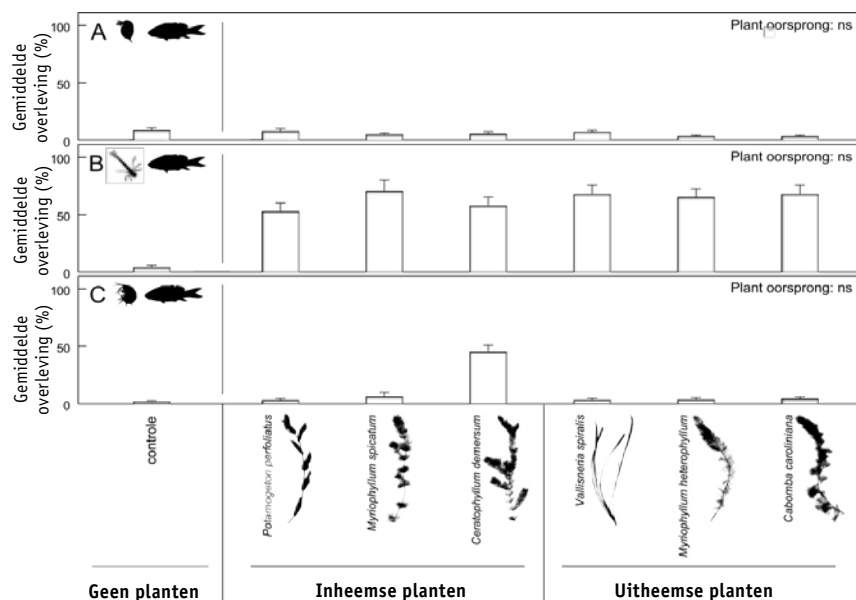 Gemiddelde
overleving (%)
100
50
0
A
Plant oorsprong: ns
Gemiddelde
overleving (%)
100
50
0
B
Plant oorsprong: ns
Gemiddelde
overleving (%)
100
50
0
C
Plant oorsprong: ns
controle
Potamogeton perfoliatus
Myriophyllum spicatum
Ceratophyllum demersum
Vallisneria spiralis
Myriophyllum heterophyllum
Cabomba caroliniana
Geen planten
Inheemse planten
Uitheemse planten